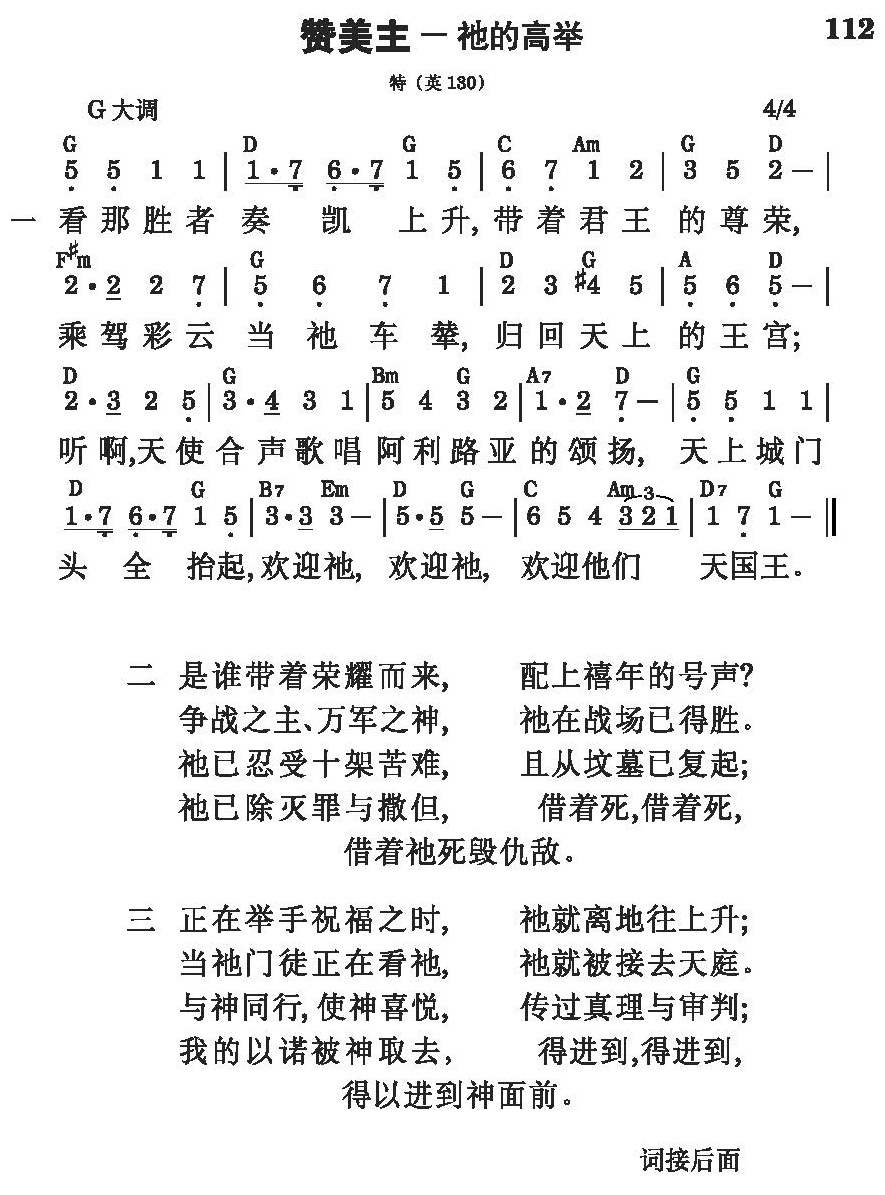 赞美主 — 祂的高举 112
特（英130）
G大调 4/4
G D G C Am G D
5 5 1 1 | 1·7 6·7 1 5 | 6 7 1 2 | 3 5 2 — |
一 看那胜者奏凯上升, 带着君王的尊荣,
F♯m G D G A D
2·2 2 7 | 5 6 7 1 | 2 3 ♯4 5 | 5 6 5 — |
乘驾彩云当祂车辇, 归回天上的王宫;
D G Bm G A7 D G
2·3 2 5 | 3·4 3 1 | 5 4 3 2 | 1·2 7 — | 5 5 1 1 |
听啊,天使合声歌唱阿利路亚的颂扬, 天上城门
D G B7 Em D G C Am 3 D7 G
1·7 6·7 1 5 | 3·3 3 — | 5·5 5 — | 6 5 4 3 2 1 | 1 7 1 — ‖
头全抬起, 欢迎祂, 欢迎祂, 欢迎他们天国王。
二 是谁带着荣耀而来, 配上禧年的号声?
争战之主、万军之神, 祂在战场已得胜。
祂已忍受十架苦难, 且从坟墓已复起;
祂已除灭罪与撒但, 借着死,借着死,
借着祂死毁仇敌。
三 正在举手祝福之时, 祂就离地往上升;
当祂门徒正在看祂, 祂就被接去天庭。
与神同行, 使神喜悦, 传过真理与审判;
我的以诺被神取去, 得进到,得进到,
得以进到神面前。
词接后面